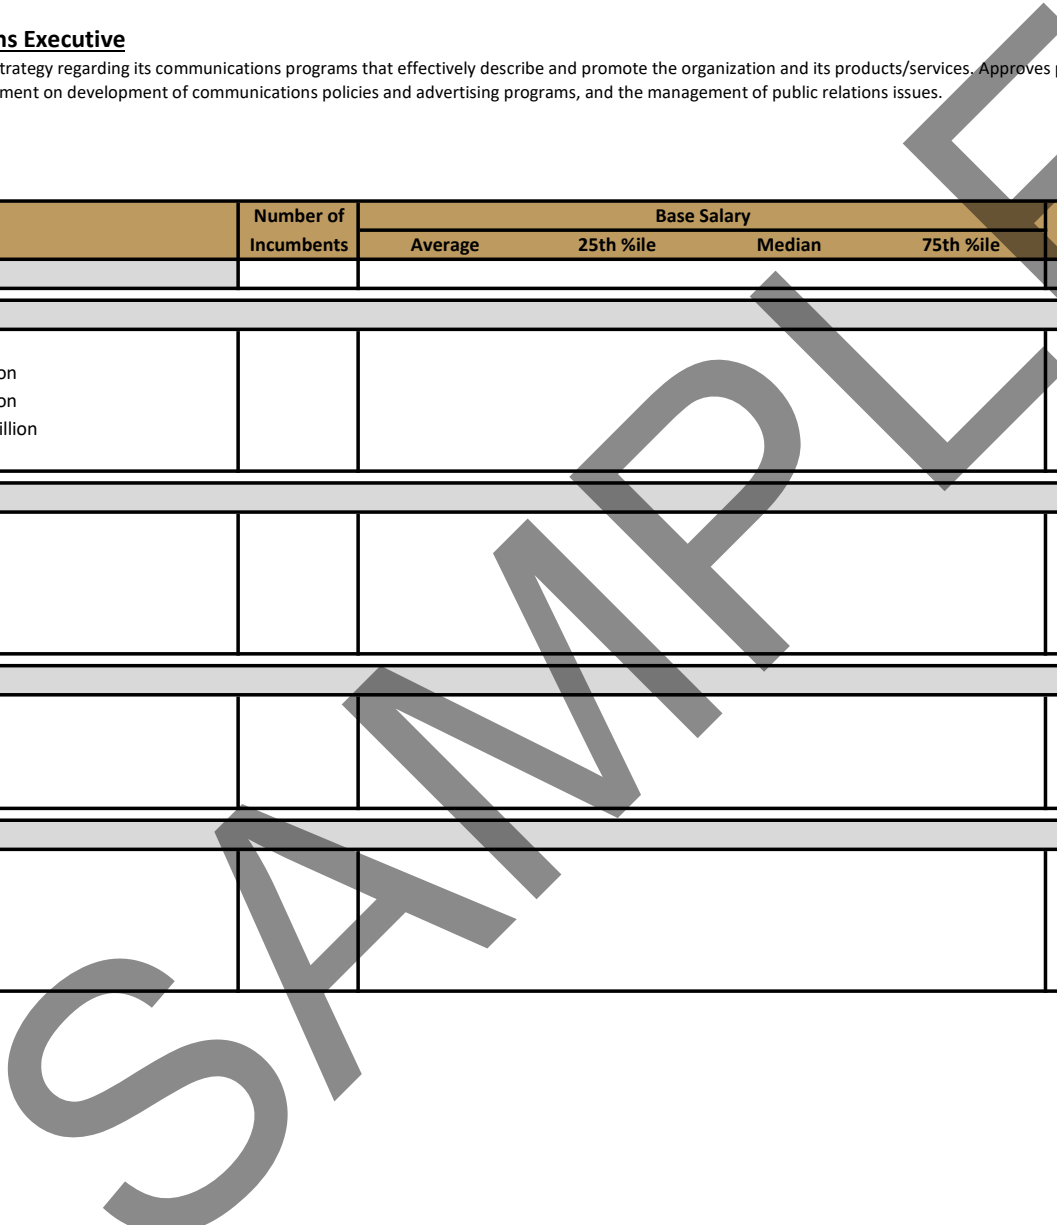 ns Executive
trategy regarding its communications programs that effectively describe and promote the organization and its products/services. Approves p
ment on development of communications policies and advertising programs, and the management of public relations issues.
Number of Incumbents
Base Salary
Average 25th %ile Median 75th %ile
on
on
illion
SAMPLE